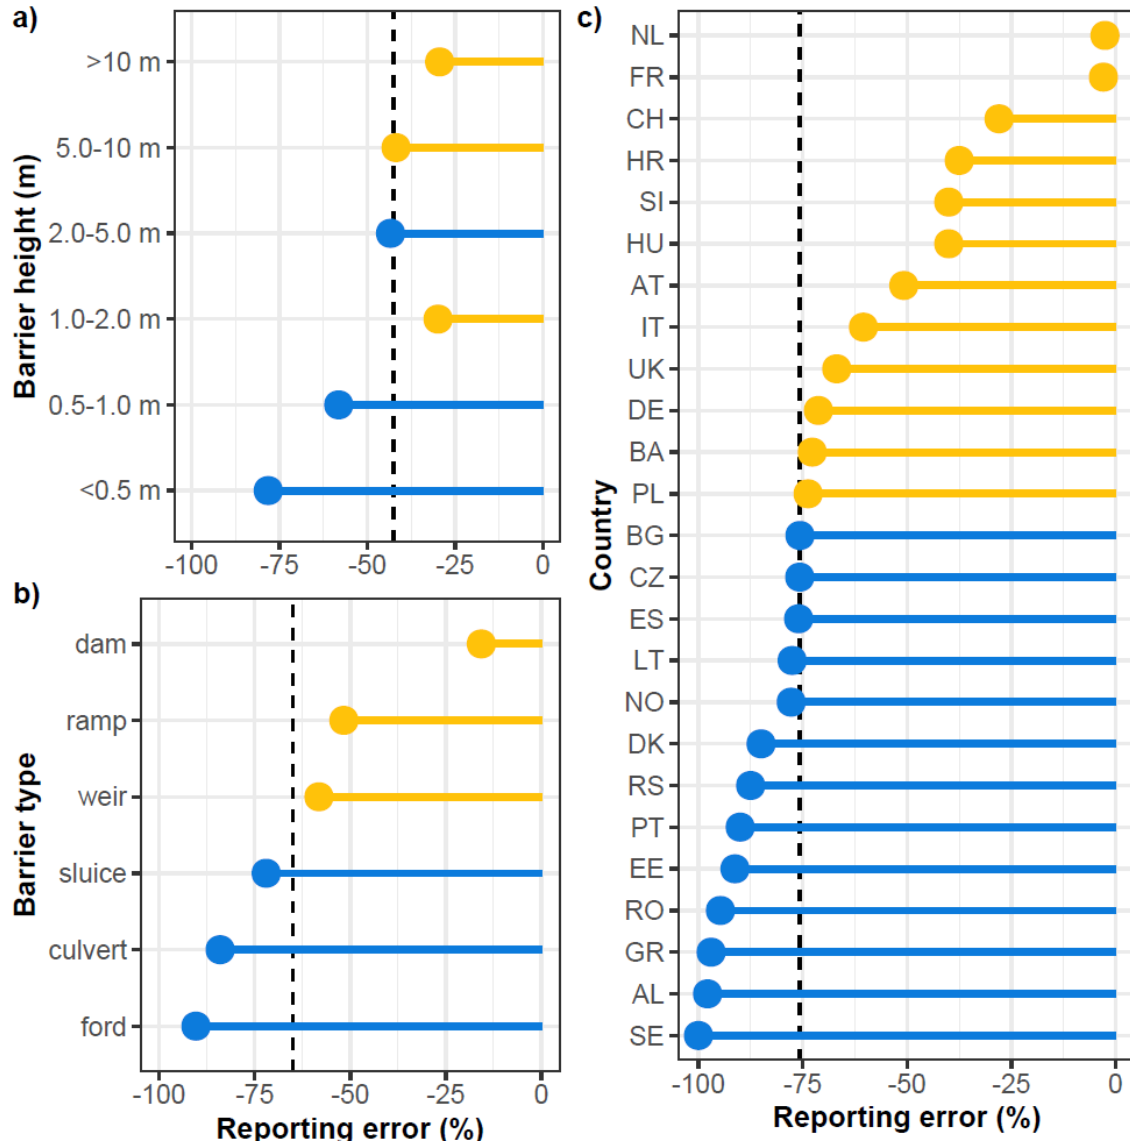 a)
Barrier height (m)
>10 m
5.0-10 m
2.0-5.0 m
1.0-2.0 m
0.5-1.0 m
<0.5 m
-100 -75 -50 -25 0
b)
Barrier type
dam
ramp
weir
sluice
culvert
ford
-100 -75 -50 -25 0
Reporting error (%)
c)
Country
NL
FR
CH
HR
SI
HU
AT
IT
UK
DE
BA
PL
BG
CZ
ES
LT
NO
DK
RS
PT
EE
RO
GR
AL
SE
-100 -75 -50 -25 0
Reporting error (%)